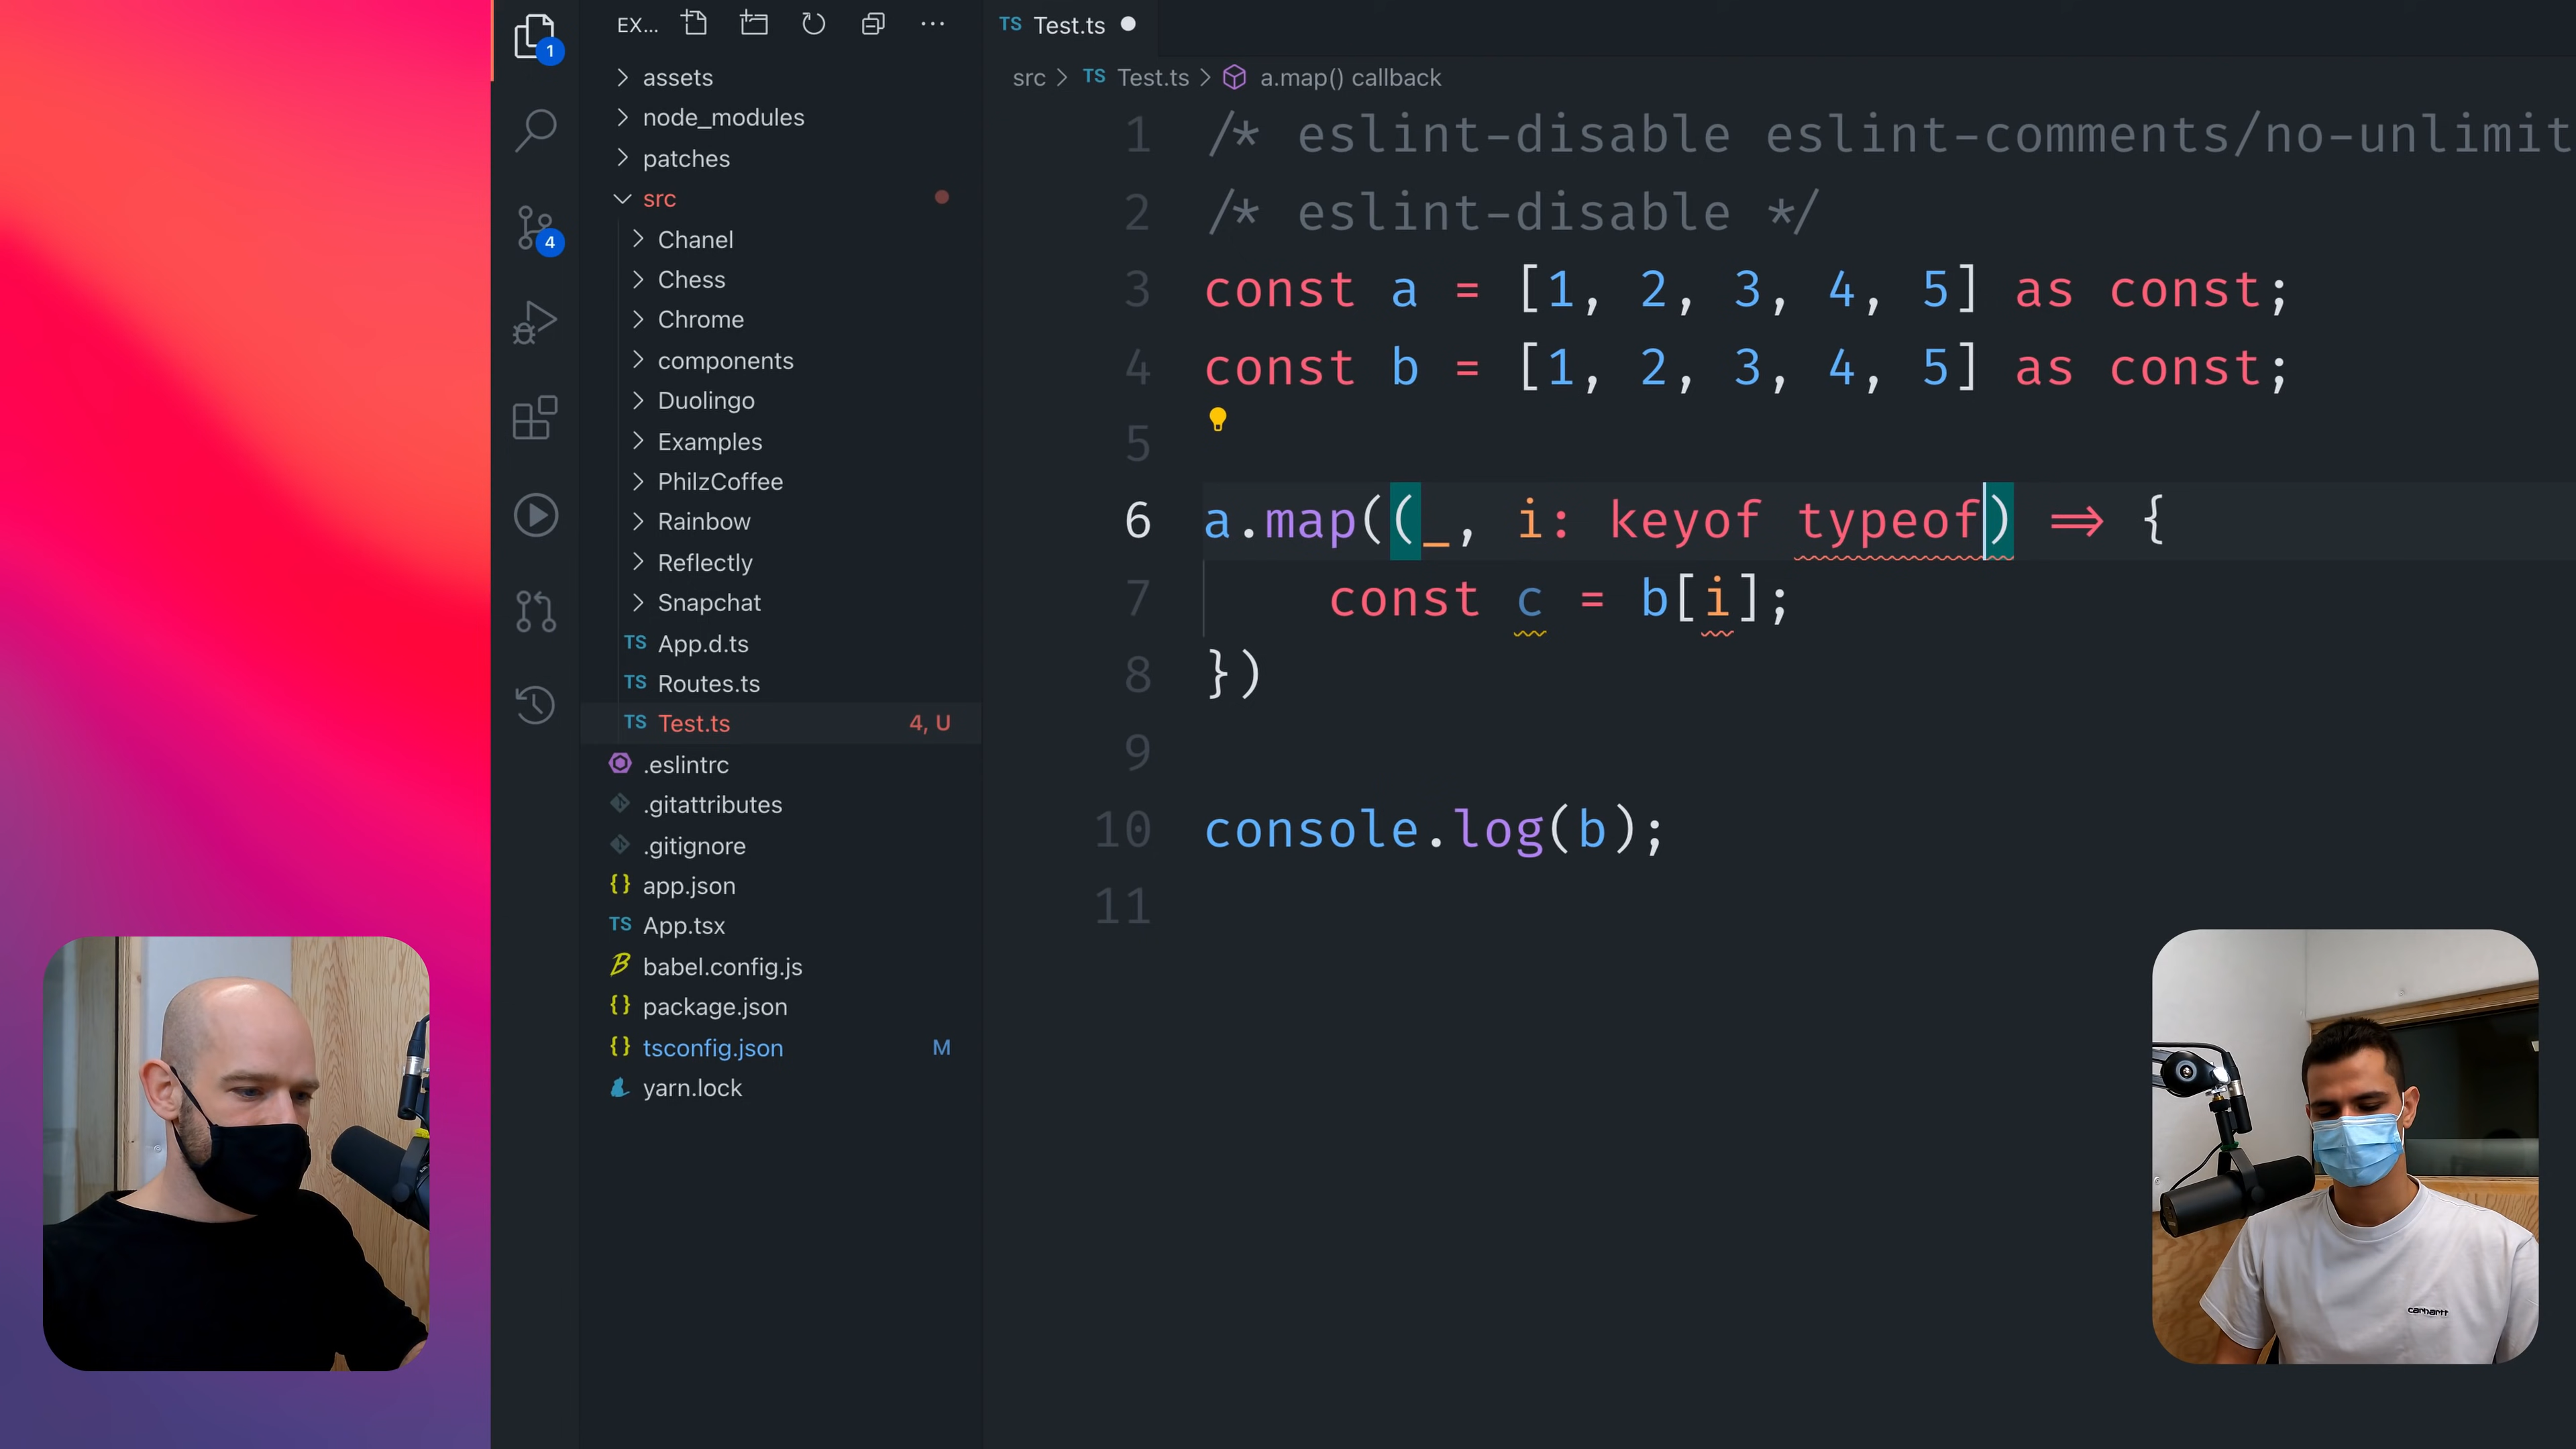 1
4
EX...
assets
node_modules
patches
src
Chanel
Chess
Chrome
components
Duolingo
Examples
PhilzCoffee
Rainbow
Reflectly
Snapchat
TS App.d.ts
TS Routes.ts
TS Test.ts 4, U
.eslintrc
.gitattributes
.gitignore
{} app.json
TS App.tsx
babel.config.js
{} package.json
{} tsconfig.json M
yarn.lock
TS Test.ts
src > TS Test.ts > a.map() callback
1 /* eslint-disable eslint-comments/no-unlimit
2 /* eslint-disable */
3 const a = [1, 2, 3, 4, 5] as const;
4 const b = [1, 2, 3, 4, 5] as const;
5
6 a.map((_, i: keyof typeof) => {
7 const c = b[i];
8 })
9
10 console.log(b);
11
carhartt